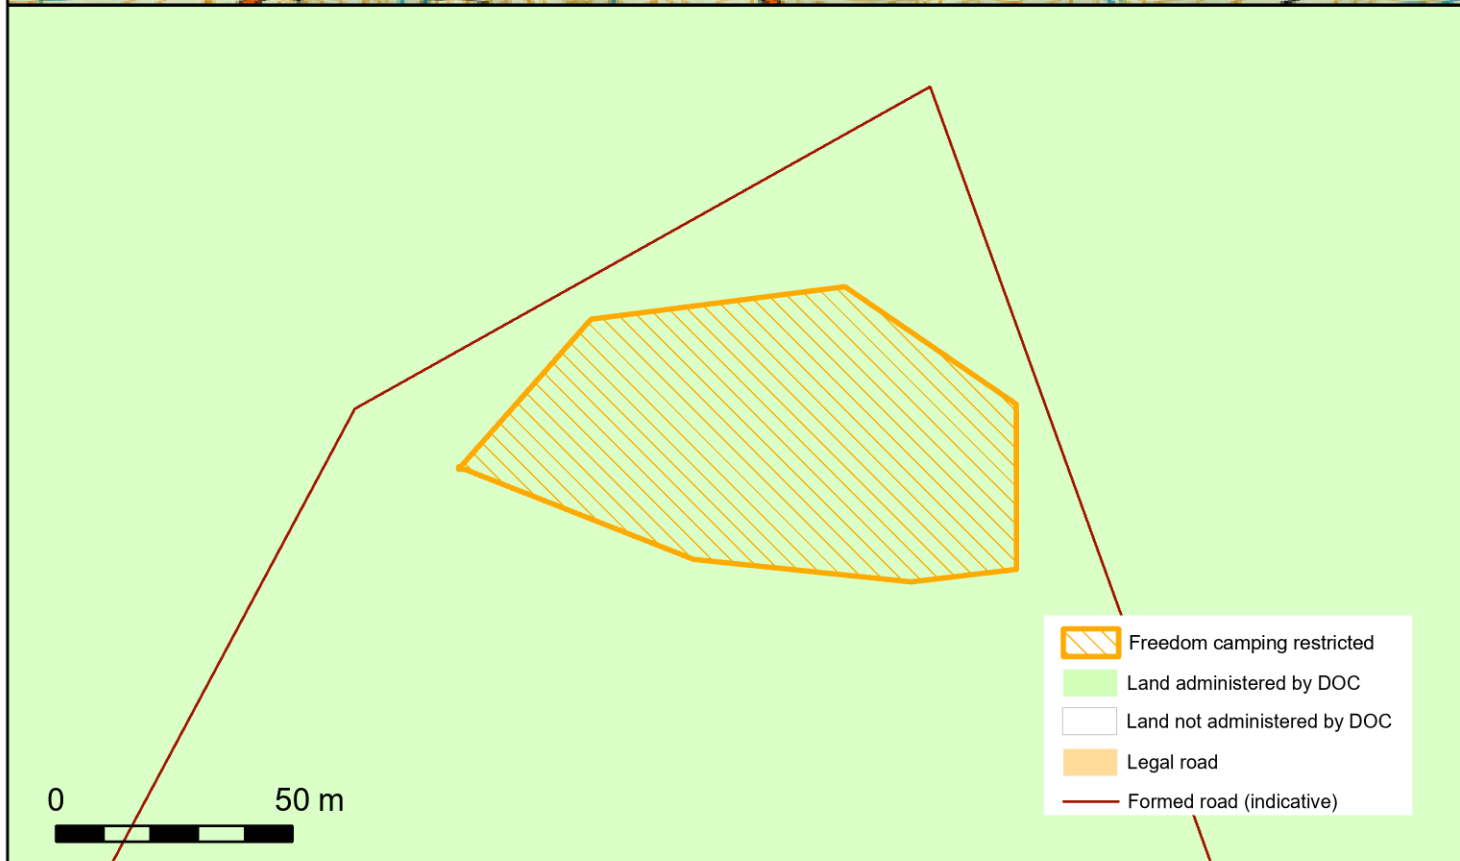 Freedom camping restricted
Land administered by DOC
Land not administered by DOC
Legal road
Formed road (indicative)
0 50 m